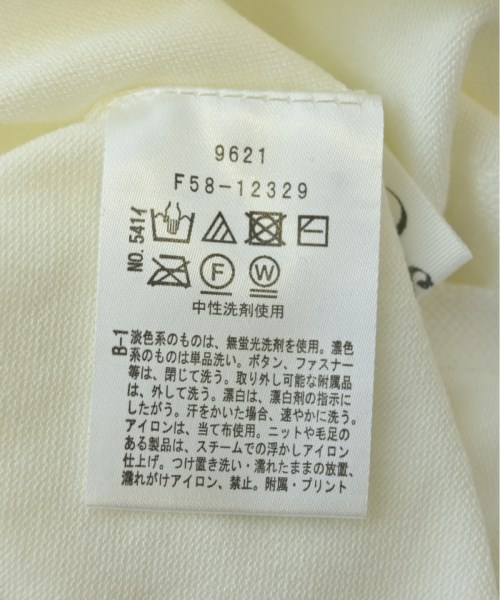 9621
F58-12329
NO. 5414
F
W
中性洗剤使用
B-1
淡色系のものは、無蛍光洗剤を使用。濃色
系のものは単品洗い。ボタン、ファスナー
等は、閉じて洗う。取り外し可能な附属品
は、外して洗う。漂白は、漂白剤の指示に
したがう。汗をかいた場合、速やかに洗う。
アイロンは、当て布使用。ニットや毛足の
ある製品は、スチームでの浮かしアイロン
仕上げ。つけ置き洗い・濡れたままの放置、
濡れがけアイロン、禁止。附属・プリント